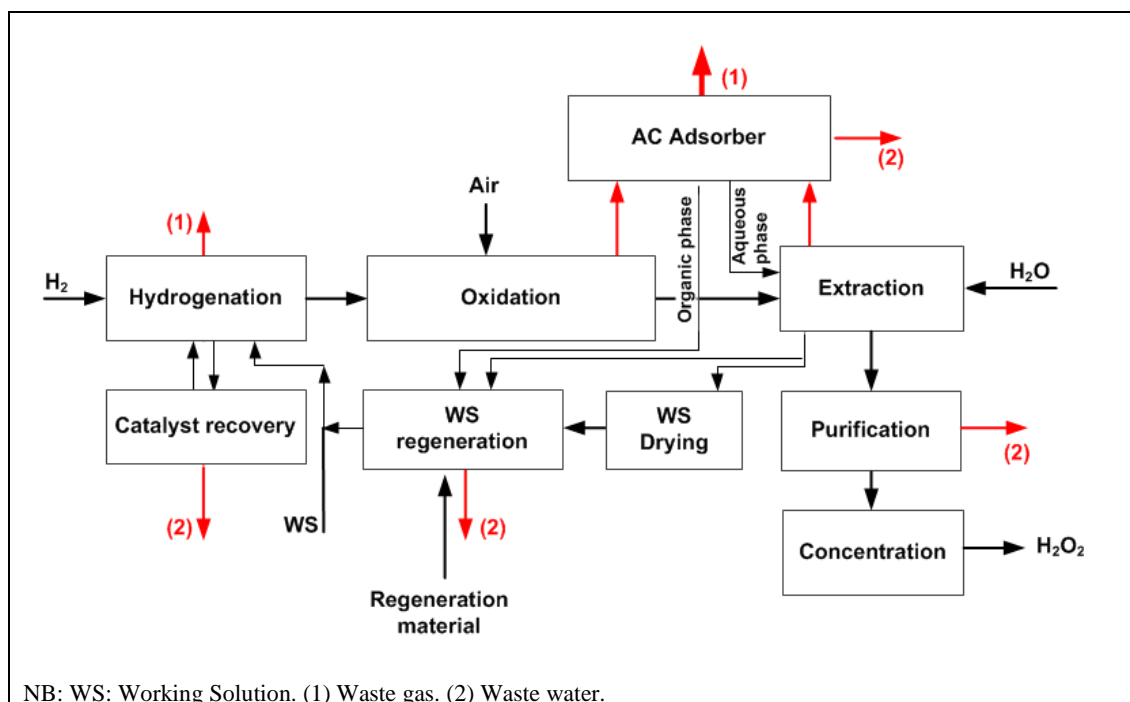 (1)
AC Adsorber
(2)
Air
(1)
Organic phase
Aqueous
phase
H₂
Hydrogenation
Oxidation
Extraction
H₂O
Catalyst recovery
WS
regeneration
WS
Drying
Purification
(2)
(2)
WS
(2)
Concentration
H₂O₂
Regeneration
material
NB: WS: Working Solution. (1) Waste gas. (2) Waste water.